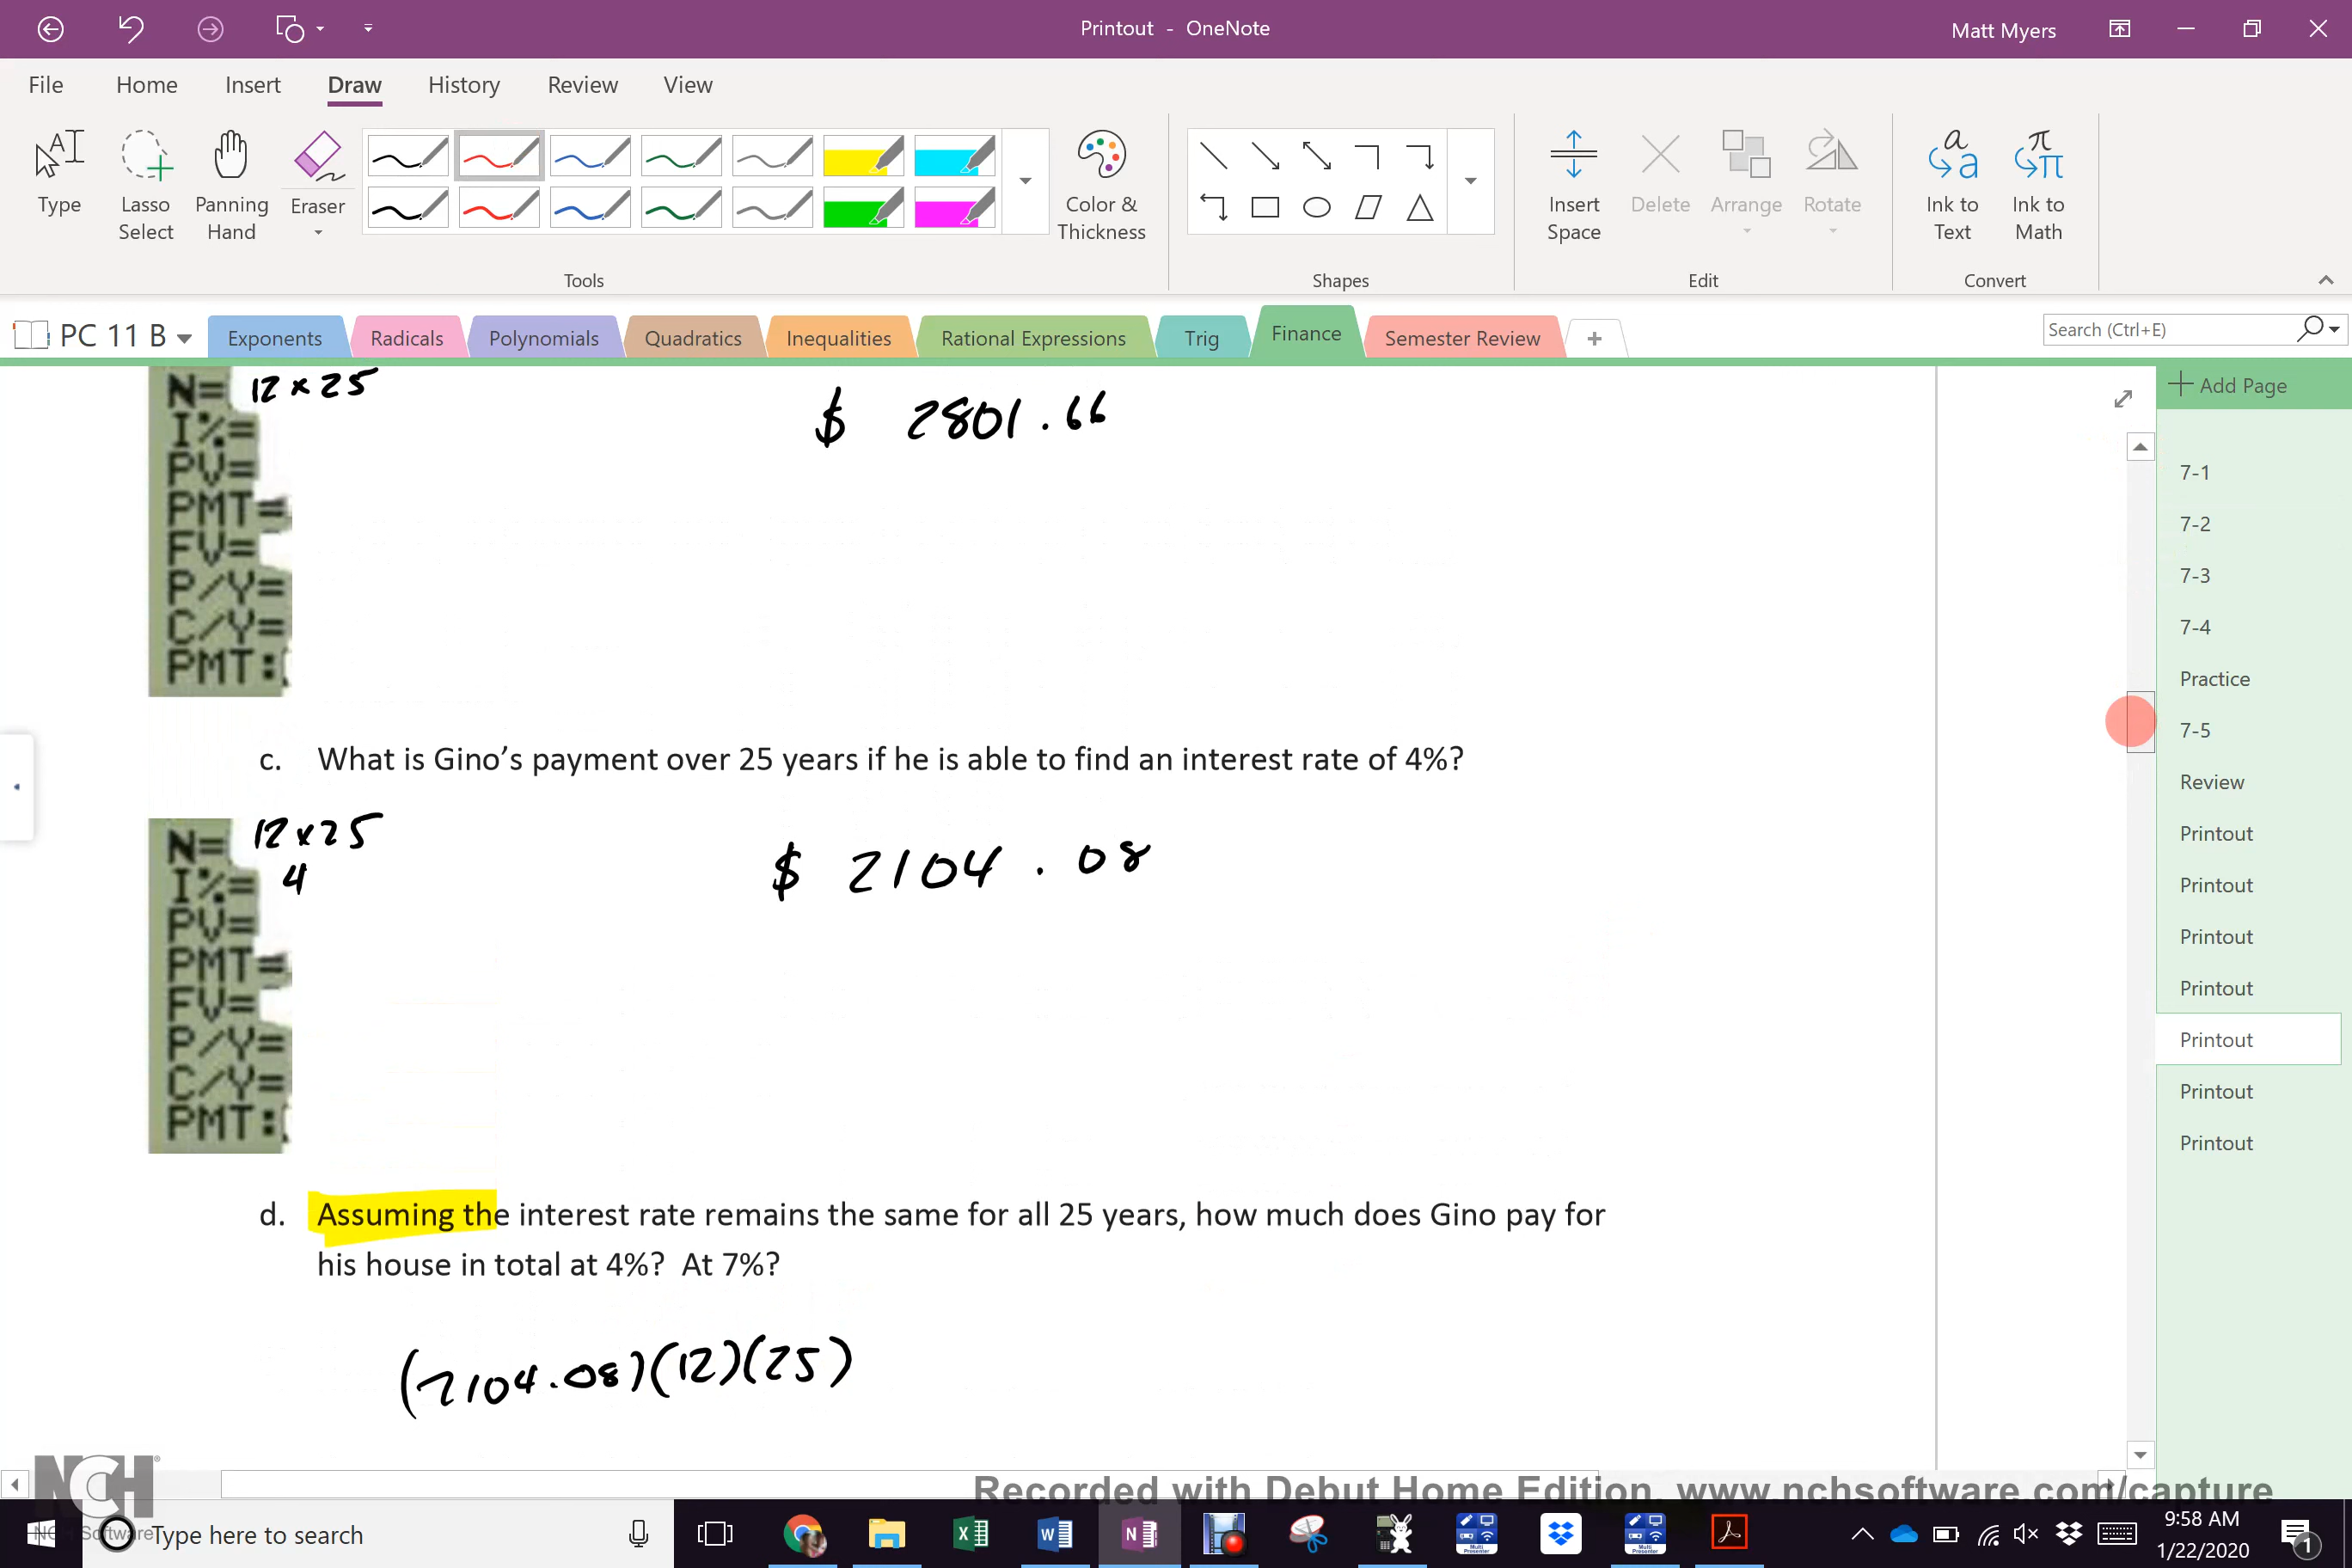 Printout - OneNote
Matt Myers
File Home Insert Draw History Review View
Type
Lasso Select
Panning Hand
Eraser
Color & Thickness
Insert Space
Delete
Arrange
Rotate
Ink to Text
Ink to Math
Tools
Shapes
Edit
Convert
PC 11 B
Exponents Radicals Polynomials Quadratics Inequalities Rational Expressions Trig Finance Semester Review
Search (Ctrl+E)
Add Page
7-1
7-2
7-3
7-4
Practice
7-5
Review
Printout
Printout
Printout
Printout
Printout
Printout
Printout
N= 12 x 25
I%=
PV=
PMT=
FV=
P/Y=
C/Y=
PMT:
$ 2801.66
c. What is Gino’s payment over 25 years if he is able to find an interest rate of 4%?
N= 12 x 25
I%= 4
PV=
PMT=
FV=
P/Y=
C/Y=
PMT:
$ 2104.08
d. Assuming the interest rate remains the same for all 25 years, how much does Gino pay for
his house in total at 4%? At 7%?
(2104.08)(12)(25)
NCH
NCH Software
Recorded with Debut Home Edition. www.nchsoftware.com/capture
Type here to search
9:58 AM
1/22/2020
1